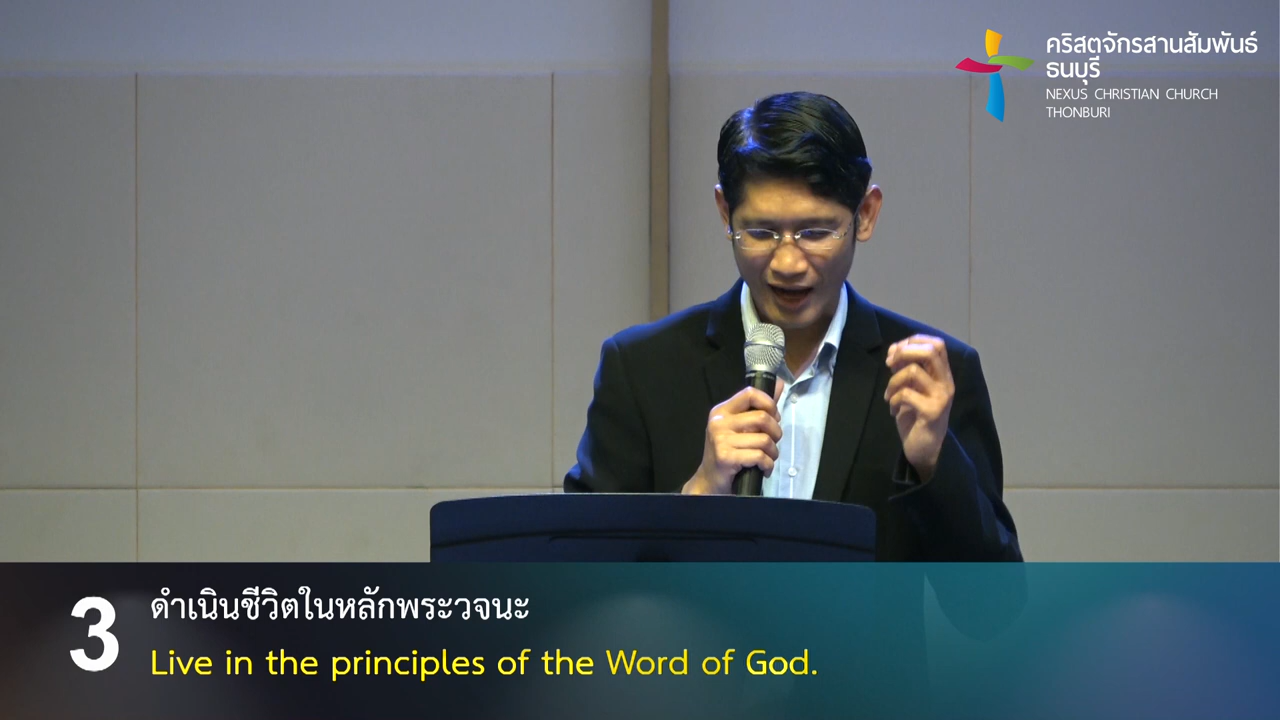 คริสตจักรสานสัมพันธ์
ธนบุรี
NEXUS CHRISTIAN CHURCH
THONBURI
3
ดำเนินชีวิตในหลักพระวจนะ
Live in the principles of the Word of God.